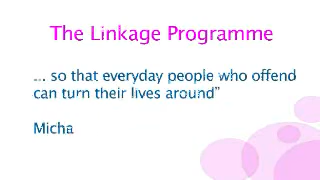 The Linkage Programme
... so that everyday people who offend
can turn their lives around”
Micha